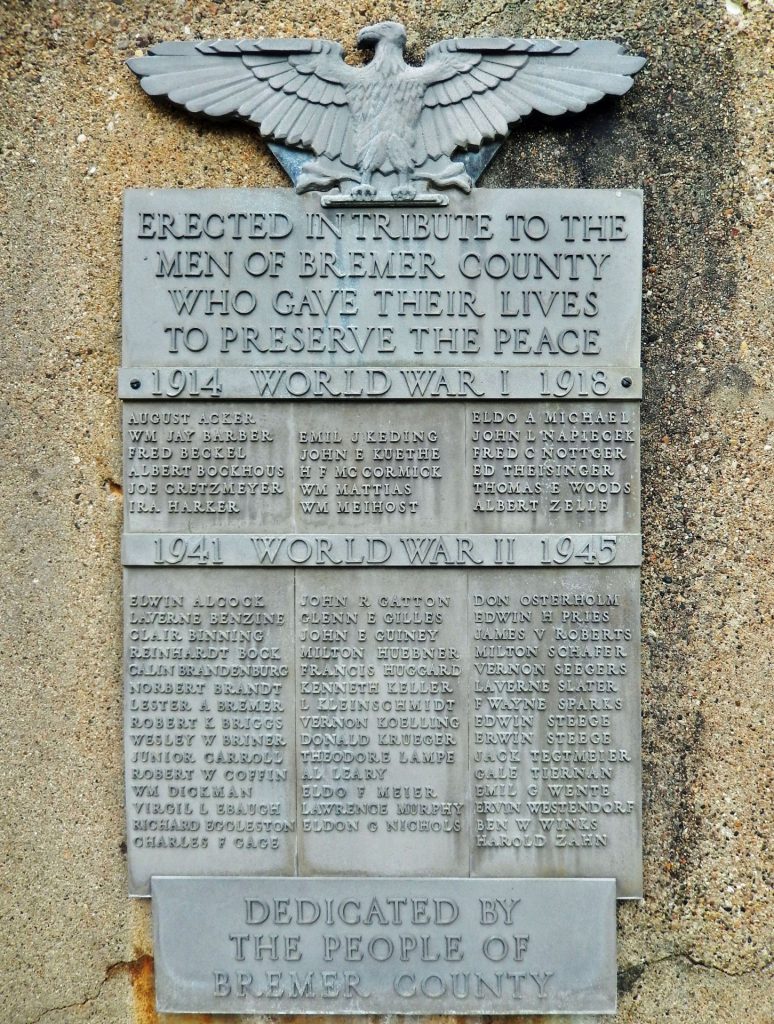 ERECTED IN TRIBUTE TO THE
MEN OF BREMER COUNTY
WHO GAVE THEIR LIVES
TO PRESERVE THE PEACE
1914 WORLD WAR I 1918
AUGUST ACKER
WM JAY BARBER
FRED BECKEL
ALBERT BOCKHOUS
JOE CRETZMEYER
IRA HARKER
EMIL J KEDING
JOHN E KUETHE
H F MC CORMICK
WM MATTIAS
WM MEIHOST
ELDO A MICHAEL
JOHN L NAPIECEK
FRED C NOTTGER
ED THEISINGER
THOMAS E WOODS
ALBERT ZELLE
1941 WORLD WAR II 1945
ELWIN ALCOCK
LAVERNE BENZINE
CLAIR BINNING
REINHARDT BOCK
CALIN BRANDENBURG
NORBERT BRANDT
LESTER A BREMER
ROBERT K BRIGGS
WESLEY W BRINER
JUNIOR CARROLL
ROBERT W COFFIN
WM DICKMAN
VIRGIL L EBAUGH
RICHARD EGGLESTON
CHARLES F GAGE
JOHN R GATTON
GLENN E GILLES
JOHN E GUINEY
MILTON HUEBNER
FRANCIS HUGGARD
KENNETH KELLER
L KLEINSCHMIDT
VERNON KOELLING
DONALD KRUEGER
THEODORE LAMPE
AL LEARY
ELDO F MEIER
LAWRENCE MURPHY
ELDON G NICHOLS
DON OSTERHOLM
EDWIN H PRIES
JAMES V ROBERTS
MILTON SCHAFER
VERNON SEEGERS
LAVERNE SLATER
F WAYNE SPARKS
EDWIN STEEGE
ERWIN STEEGE
JACK TEGTMEIER
GALE TIERNAN
EMIL G WENTE
ERVIN WESTENDORF
BEN W WINKS
HAROLD ZAHN
DEDICATED BY
THE PEOPLE OF
BREMER COUNTY